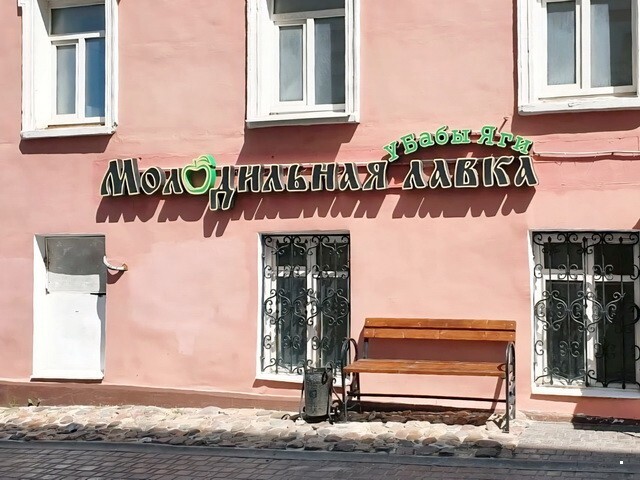 у Бабы Яги
Молодильная лавка